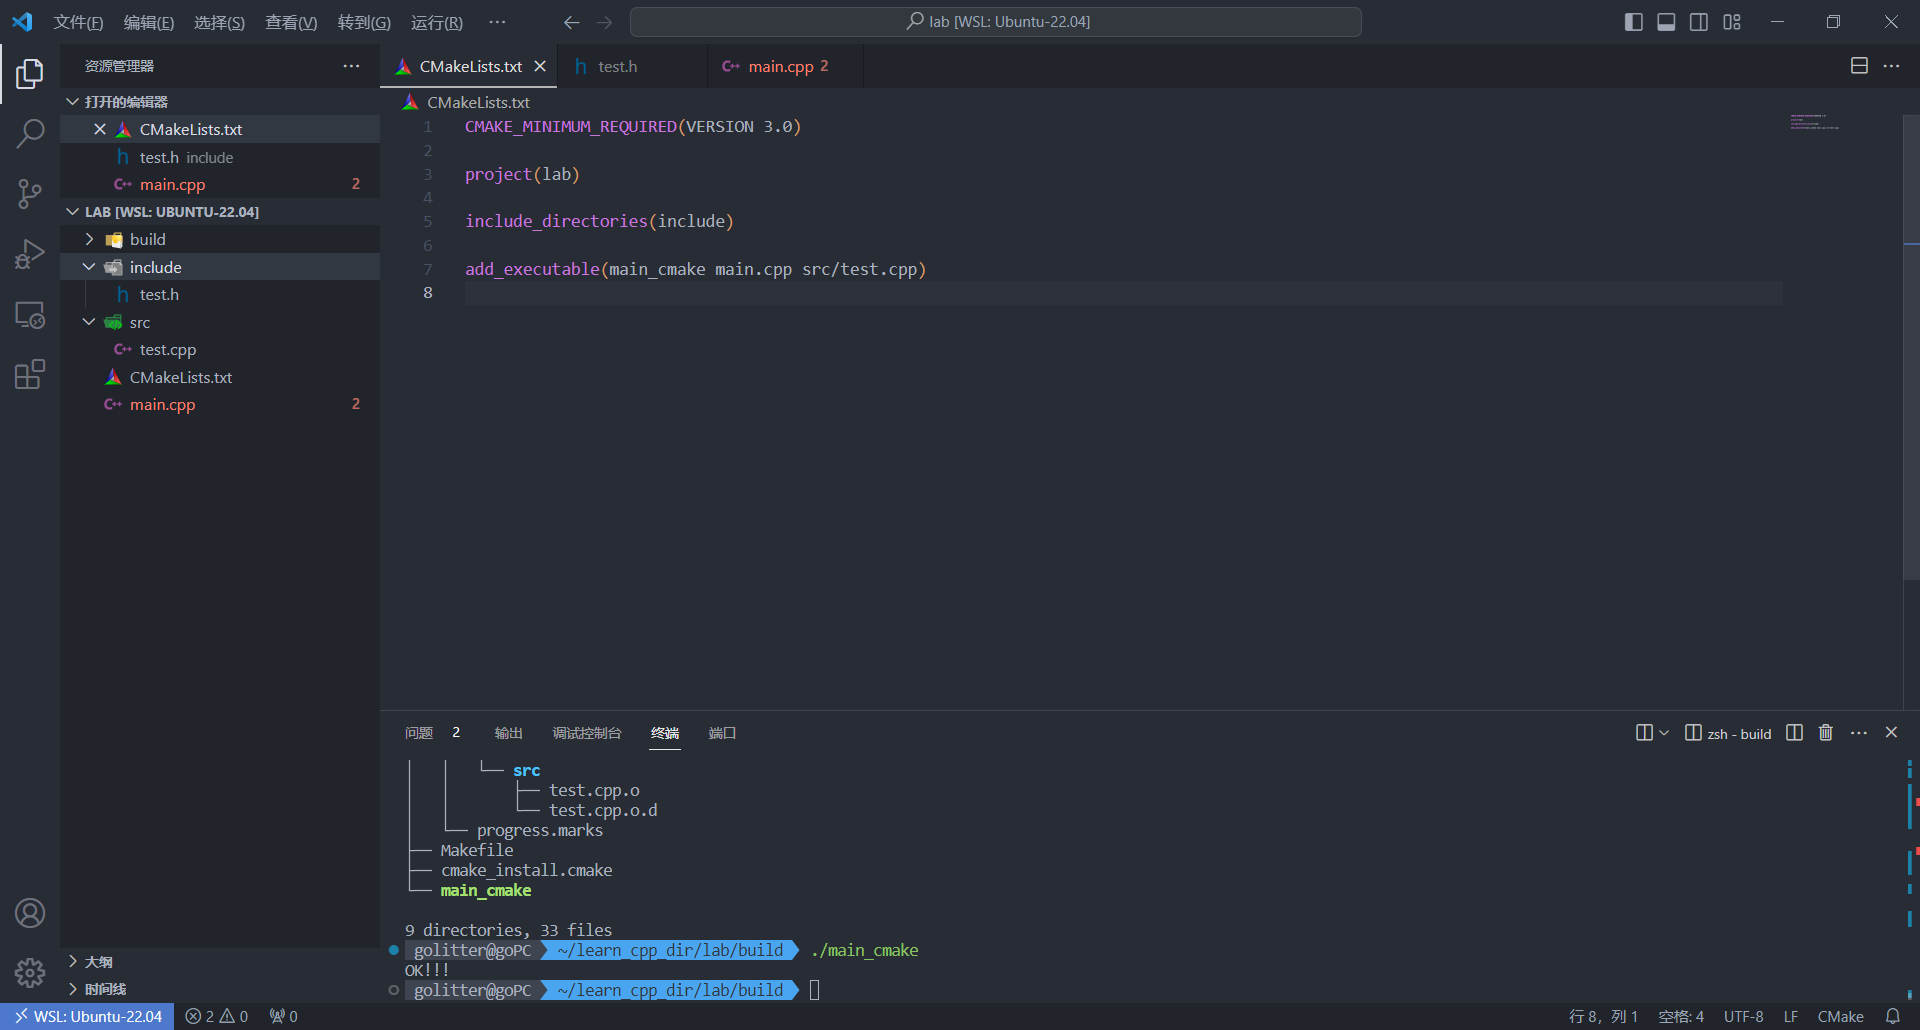 文件(F) 编辑(E) 选择(S) 查看(V) 转到(G) 运行(R) ··· lab [WSL: Ubuntu-22.04]
资源管理器 ···
打开的编辑器
CMakeLists.txt
test.h include
main.cpp 2
LAB [WSL: UBUNTU-22.04]
build
include
test.h
src
test.cpp
CMakeLists.txt
main.cpp 2
大纲
时间线
CMakeLists.txt test.h main.cpp 2
CMakeLists.txt
1 CMAKE_MINIMUM_REQUIRED(VERSION 3.0)
2
3 project(lab)
4
5 include_directories(include)
6
7 add_executable(main_cmake main.cpp src/test.cpp)
8
问题 2 输出 调试控制台 终端 端口 zsh - build
│   │   └── src
│   │       ├── test.cpp.o
│   │       └── test.cpp.o.d
│   └── progress.marks
├── Makefile
├── cmake_install.cmake
└── main_cmake
9 directories, 33 files
golitter@goPC ~/learn_cpp_dir/lab/build ./main_cmake
OK!!!
golitter@goPC ~/learn_cpp_dir/lab/build
WSL: Ubuntu-22.04 2 0 0 行 8，列 1 空格: 4 UTF-8 LF CMake